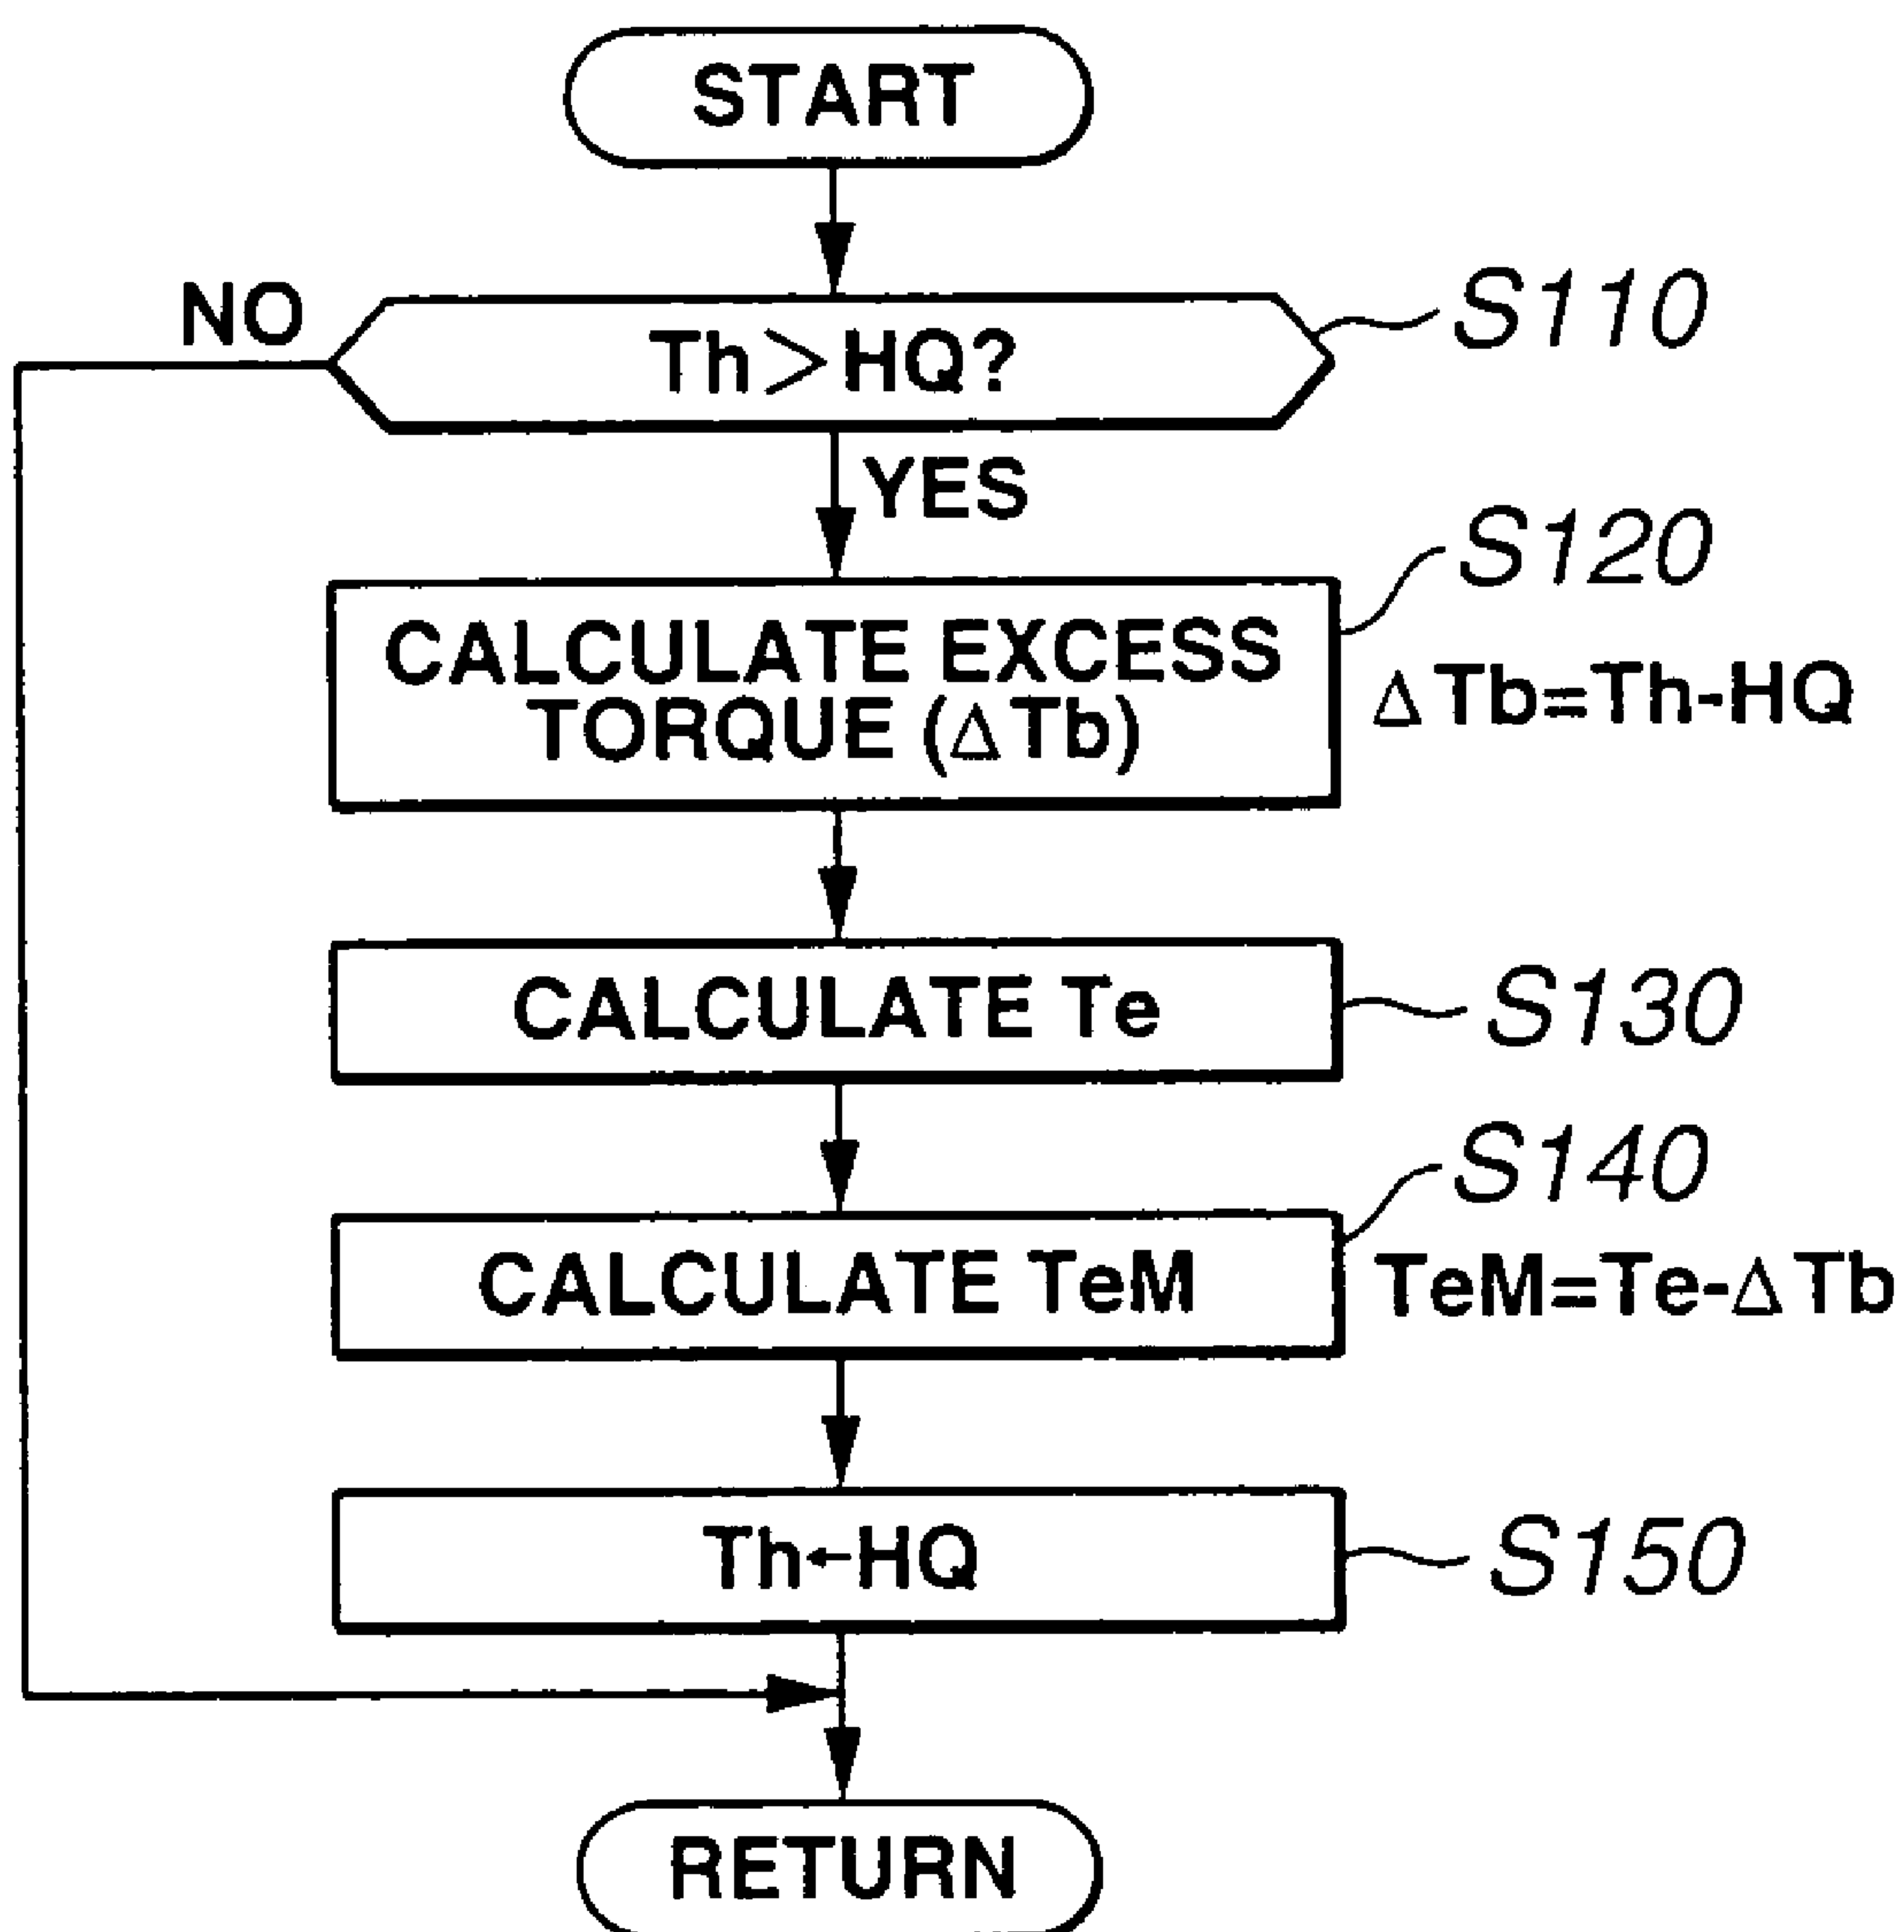 START
NO
Th>HQ?
S110
YES
S120
CALCULATE EXCESS
TORQUE (ΔTb)
ΔTb=Th-HQ
CALCULATE Te
S130
S140
CALCULATE TeM
TeM=Te-ΔTb
Th←HQ
S150
RETURN